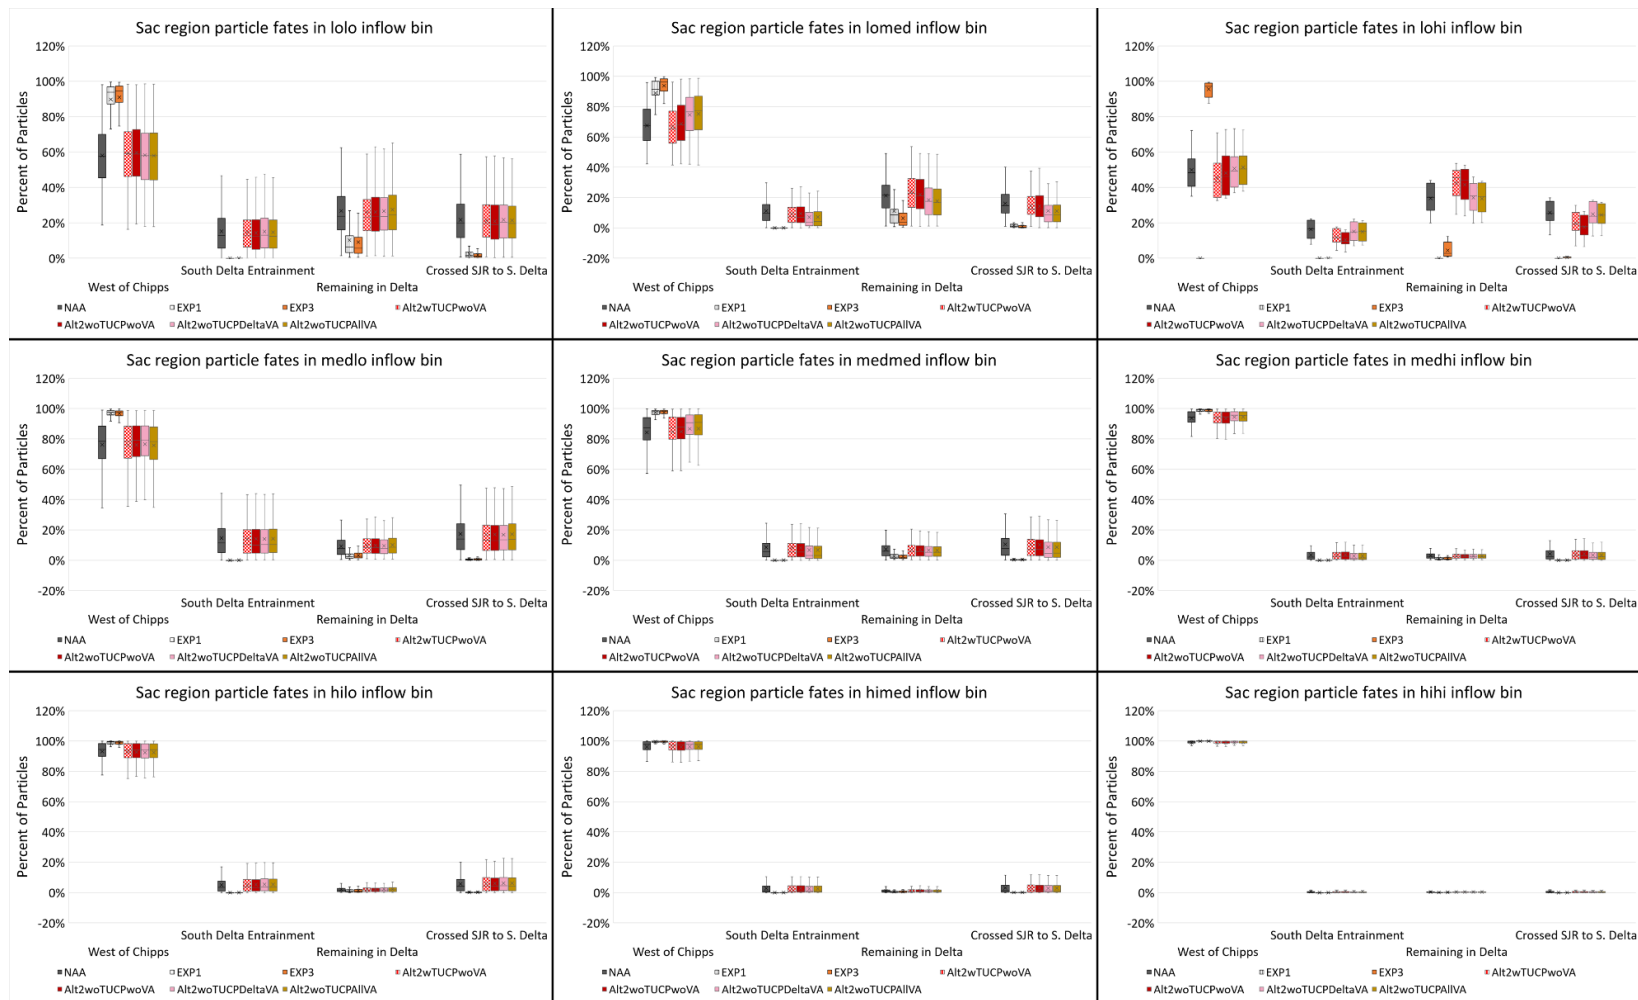 Sac region particle fates in lolo inflow bin
Percent of Particles
120%
100%
80%
60%
40%
20%
0%
South Delta Entrainment Crossed SJR to S. Delta
West of Chipps Remaining in Delta
NAA EXP1 EXP3 Alt2wTUCPwoVA
Alt2woTUCPwoVA Alt2woTUCPDeltaVA Alt2woTUCPAllVA
Sac region particle fates in lomed inflow bin
Percent of Particles
120%
100%
80%
60%
40%
20%
0%
-20%
South Delta Entrainment Crossed SJR to S. Delta
West of Chipps Remaining in Delta
NAA EXP1 EXP3 Alt2wTUCPwoVA
Alt2woTUCPwoVA Alt2woTUCPDeltaVA Alt2woTUCPAllVA
Sac region particle fates in lohi inflow bin
Percent of Particles
120%
100%
80%
60%
40%
20%
0%
South Delta Entrainment Crossed SJR to S. Delta
West of Chipps Remaining in Delta
NAA EXP1 EXP3 Alt2wTUCPwoVA
Alt2woTUCPwoVA Alt2woTUCPDeltaVA Alt2woTUCPAllVA
Sac region particle fates in medlo inflow bin
Percent of Particles
120%
100%
80%
60%
40%
20%
0%
-20%
South Delta Entrainment Crossed SJR to S. Delta
West of Chipps Remaining in Delta
NAA EXP1 EXP3 Alt2wTUCPwoVA
Alt2woTUCPwoVA Alt2woTUCPDeltaVA Alt2woTUCPAllVA
Sac region particle fates in medmed inflow bin
Percent of Particles
120%
100%
80%
60%
40%
20%
0%
-20%
South Delta Entrainment Crossed SJR to S. Delta
West of Chipps Remaining in Delta
NAA EXP1 EXP3 Alt2wTUCPwoVA
Alt2woTUCPwoVA Alt2woTUCPDeltaVA Alt2woTUCPAllVA
Sac region particle fates in medhi inflow bin
Percent of Particles
120%
100%
80%
60%
40%
20%
0%
-20%
South Delta Entrainment Crossed SJR to S. Delta
West of Chipps Remaining in Delta
NAA EXP1 EXP3 Alt2wTUCPwoVA
Alt2woTUCPwoVA Alt2woTUCPDeltaVA Alt2woTUCPAllVA
Sac region particle fates in hilo inflow bin
Percent of Particles
120%
100%
80%
60%
40%
20%
0%
-20%
South Delta Entrainment Crossed SJR to S. Delta
West of Chipps Remaining in Delta
NAA EXP1 EXP3 Alt2wTUCPwoVA
Alt2woTUCPwoVA Alt2woTUCPDeltaVA Alt2woTUCPAllVA
Sac region particle fates in himed inflow bin
Percent of Particles
120%
100%
80%
60%
40%
20%
0%
-20%
South Delta Entrainment Crossed SJR to S. Delta
West of Chipps Remaining in Delta
NAA EXP1 EXP3 Alt2wTUCPwoVA
Alt2woTUCPwoVA Alt2woTUCPDeltaVA Alt2woTUCPAllVA
Sac region particle fates in hihi inflow bin
Percent of Particles
120%
100%
80%
60%
40%
20%
0%
-20%
South Delta Entrainment Crossed SJR to S. Delta
West of Chipps Remaining in Delta
NAA EXP1 EXP3 Alt2wTUCPwoVA
Alt2woTUCPwoVA Alt2woTUCPDeltaVA Alt2woTUCPAllVA